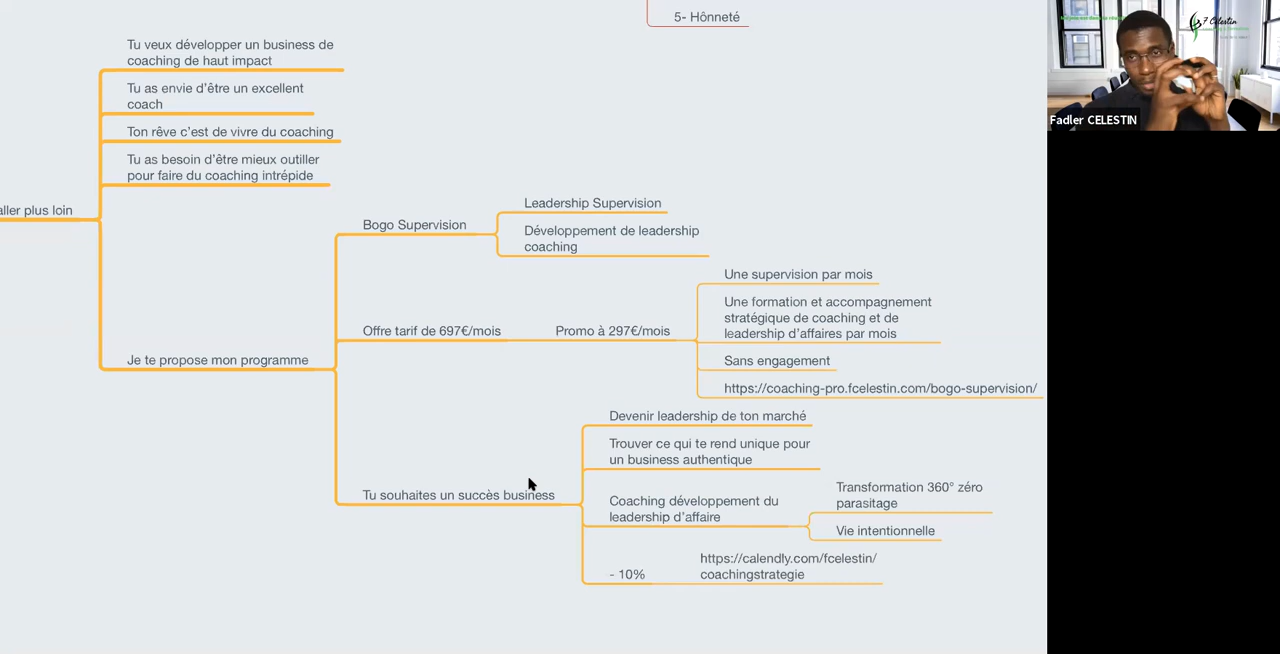 5- Hônneté
Tu veux développer un business de
coaching de haut impact
Tu as envie d'être un excellent
coach
Ton rêve c'est de vivre du coaching
Tu as besoin d'être mieux outiller
pour faire du coaching intrépide
aller plus loin
Je te propose mon programme
Bogo Supervision
Leadership Supervision
Développement de leadership
coaching
Offre tarif de 697€/mois
Promo à 297€/mois
Une supervision par mois
Une formation et accompagnement
stratégique de coaching et de
leadership d'affaires par mois
Sans engagement
https://coaching-pro.fcelestin.com/bogo-supervision/
Tu souhaites un succès business
Devenir leadership de ton marché
Trouver ce qui te rend unique pour
un business authentique
Coaching développement du
leadership d'affaire
Transformation 360° zéro
parasitage
Vie intentionnelle
- 10%
https://calendly.com/fcelestin/
coachingstrategie
Celestin
Fadler CELESTIN